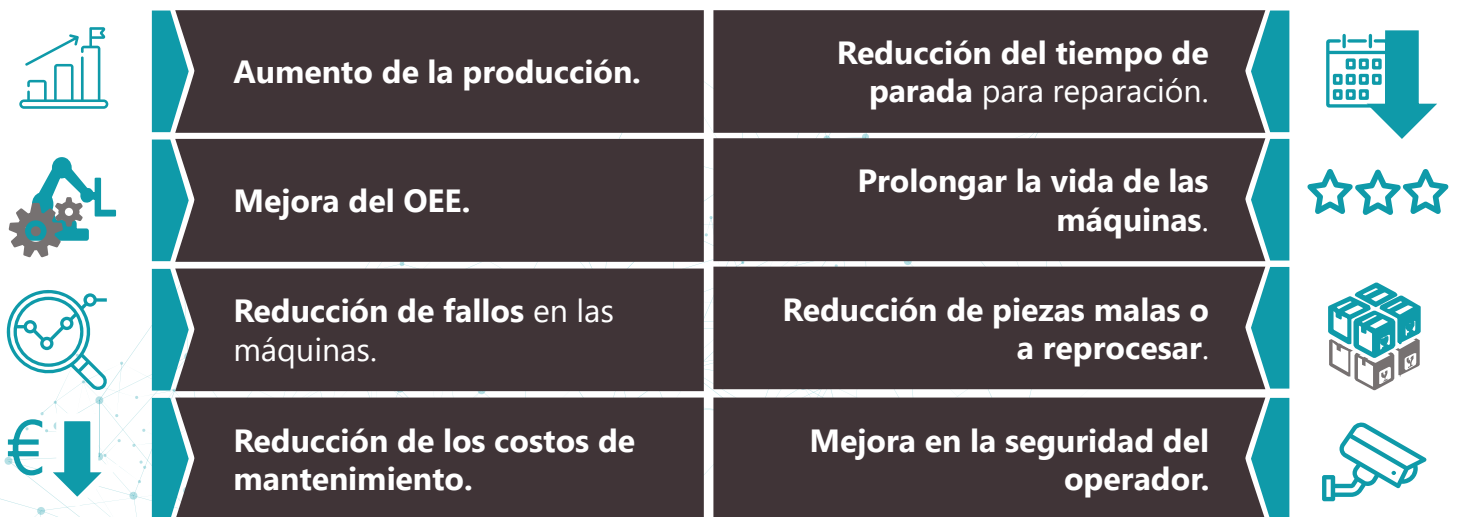 Aumento de la producción.
Reducción del tiempo de
parada para reparación.
Mejora del OEE.
Prolongar la vida de las
máquinas.
Reducción de fallos en las
máquinas.
Reducción de piezas malas o
a reprocesar.
€
Reducción de los costos de
mantenimiento.
Mejora en la seguridad del
operador.